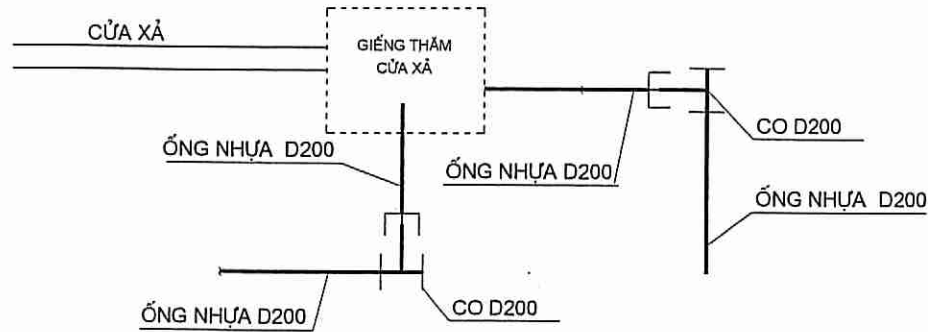 CỬA XẢ
GIẾNG THĂM
CỬA XẢ
CO D200
ỐNG NHỰA D200
ỐNG NHỰA D200
ỐNG NHỰA D200
ỐNG NHỰA D200
CO D200